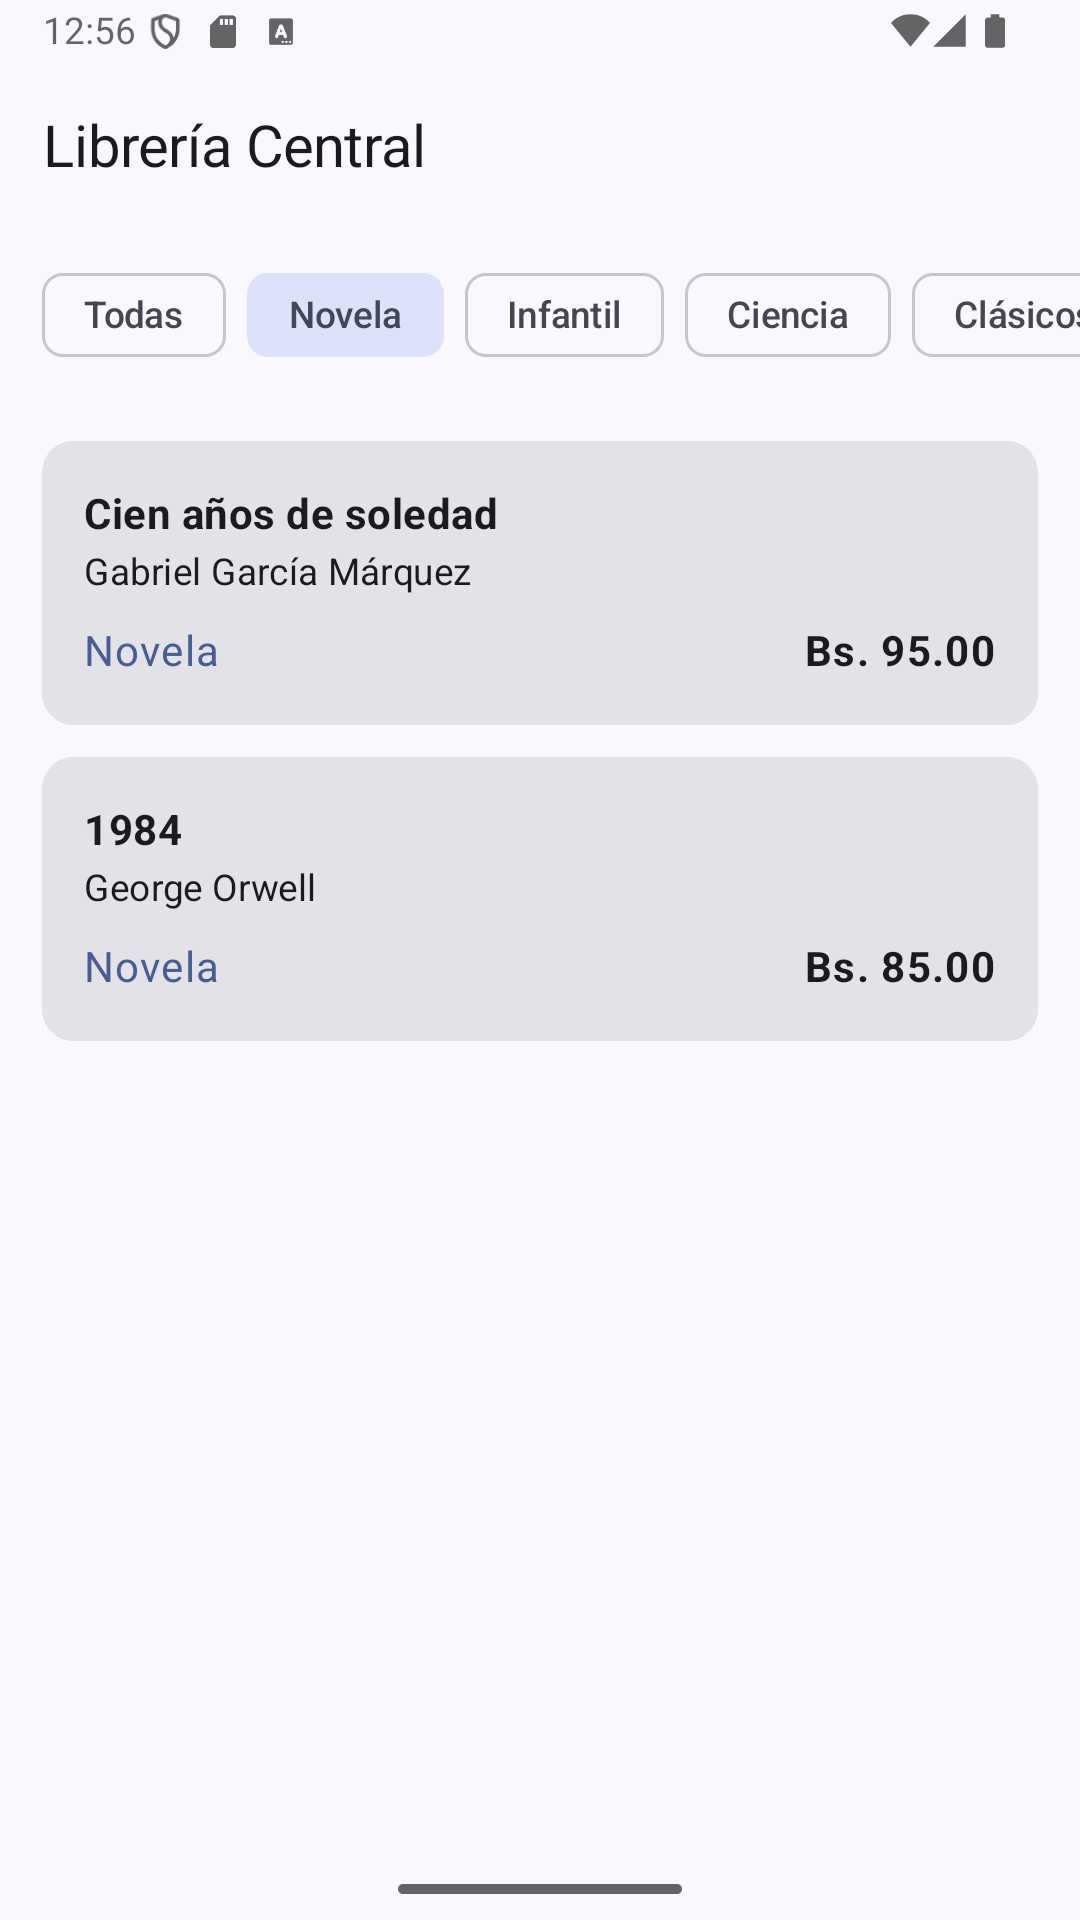 12:56
Librería Central
Todas Novela Infantil Ciencia Clásicos
Cien años de soledad
Gabriel García Márquez
Novela Bs. 95.00
1984
George Orwell
Novela Bs. 85.00